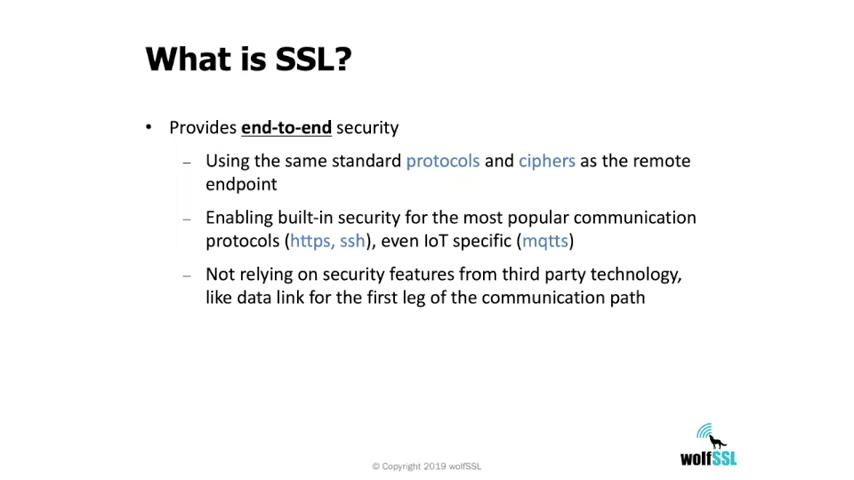 What is SSL?
• Provides end-to-end security
– Using the same standard protocols and ciphers as the remote
endpoint
– Enabling built-in security for the most popular communication
protocols (https, ssh), even IoT specific (mqtts)
– Not relying on security features from third party technology,
like data link for the first leg of the communication path
wolfSSL
© Copyright 2019 wolfSSL